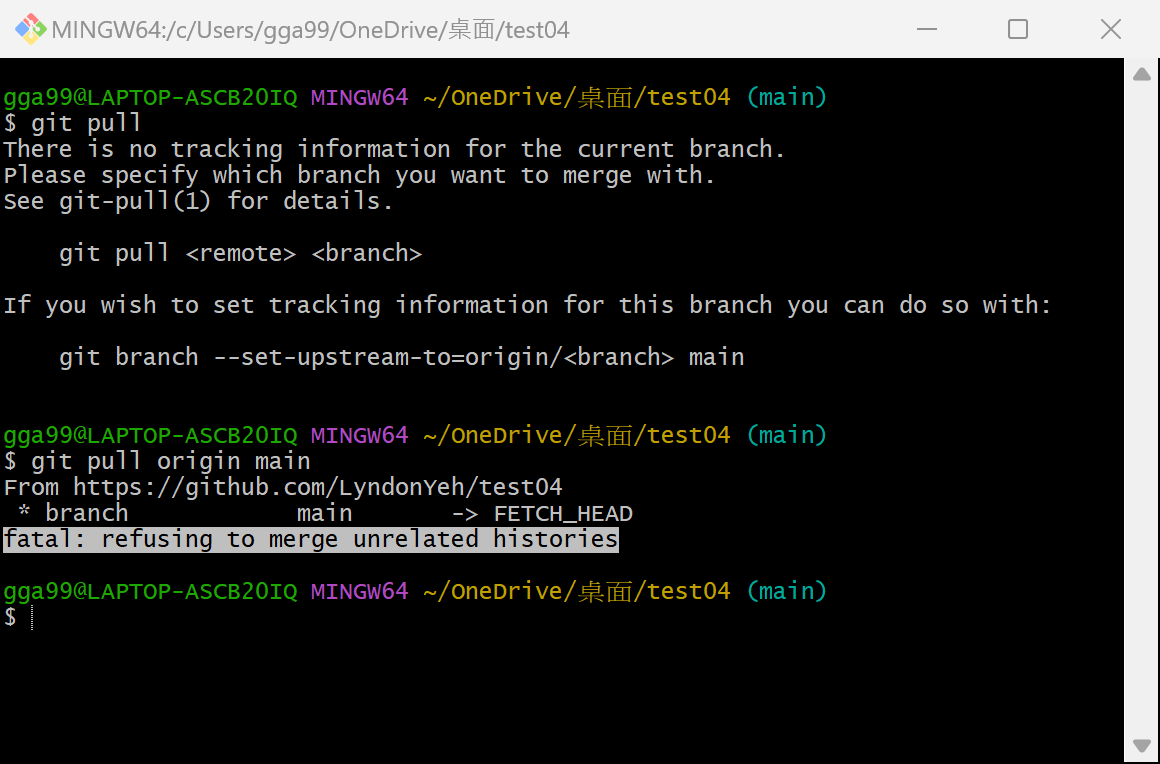 MINGW64:/c/Users/gga99/OneDrive/桌面/test04
gga99@LAPTOP-ASCB2OIQ MINGW64 ~/OneDrive/桌面/test04 (main)
$ git pull
There is no tracking information for the current branch.
Please specify which branch you want to merge with.
See git-pull(1) for details.
    git pull <remote> <branch>
If you wish to set tracking information for this branch you can do so with:
    git branch --set-upstream-to=origin/<branch> main
gga99@LAPTOP-ASCB2OIQ MINGW64 ~/OneDrive/桌面/test04 (main)
$ git pull origin main
From https://github.com/LyndonYeh/test04
 * branch            main       -> FETCH_HEAD
fatal: refusing to merge unrelated histories
gga99@LAPTOP-ASCB2OIQ MINGW64 ~/OneDrive/桌面/test04 (main)
$